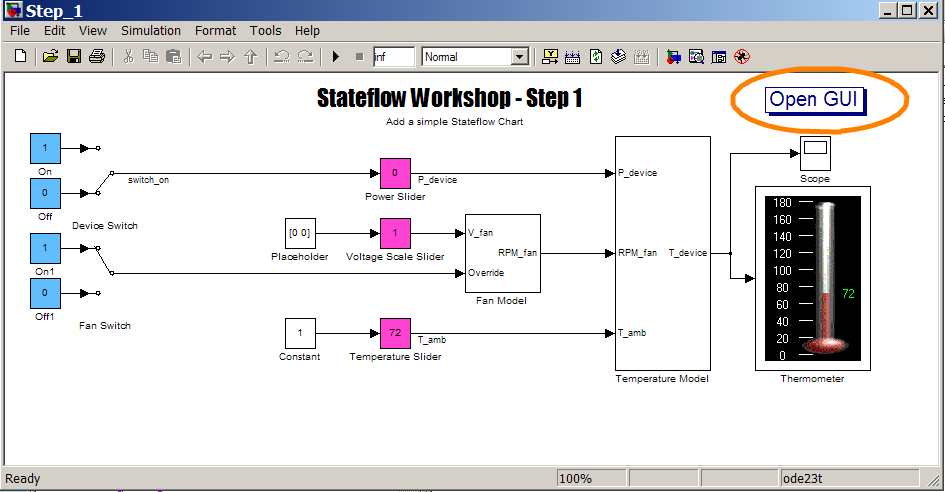 Step_1
File Edit View Simulation Format Tools Help
inf Normal
Stateflow Workshop - Step 1
Add a simple Stateflow Chart
Open GUI
1
On
0
Off
Device Switch
switch_on
0
Power Slider
P_device
P_device
Scope
1
On1
0
Off1
Fan Switch
[0 0]
Placeholder
1
Voltage Scale Slider
V_fan
Override
RPM_fan
Fan Model
RPM_fan
T_device
1
Constant
72
Temperature Slider
T_amb
T_amb
Temperature Model
180
160
140
120
100
80
60
40
20
0
72
Thermometer
Ready 100% ode23t